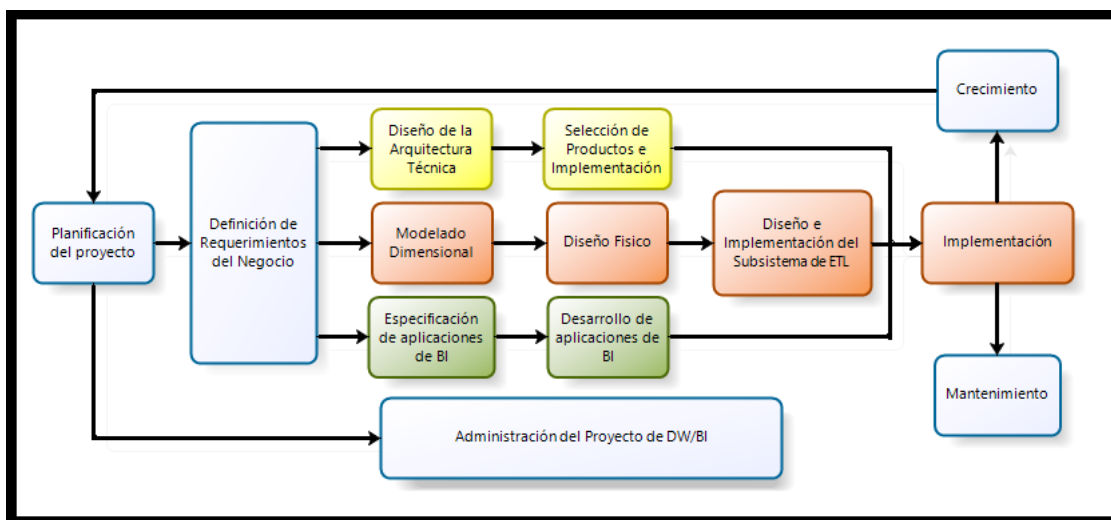 Crecimiento
Diseño de la
Arquitectura
Técnica
Selección de
Productos e
Implementación
Planificación
del proyecto
Definición de
Requerimientos
del Negocio
Modelado
Dimensional
Diseño Fisico
Diseño e
Implementación del
Subsistema de ETL
Implementación
Especificación
de aplicaciones
de BI
Desarrollo de
aplicaciones de
BI
Mantenimiento
Administración del Proyecto de DW/BI